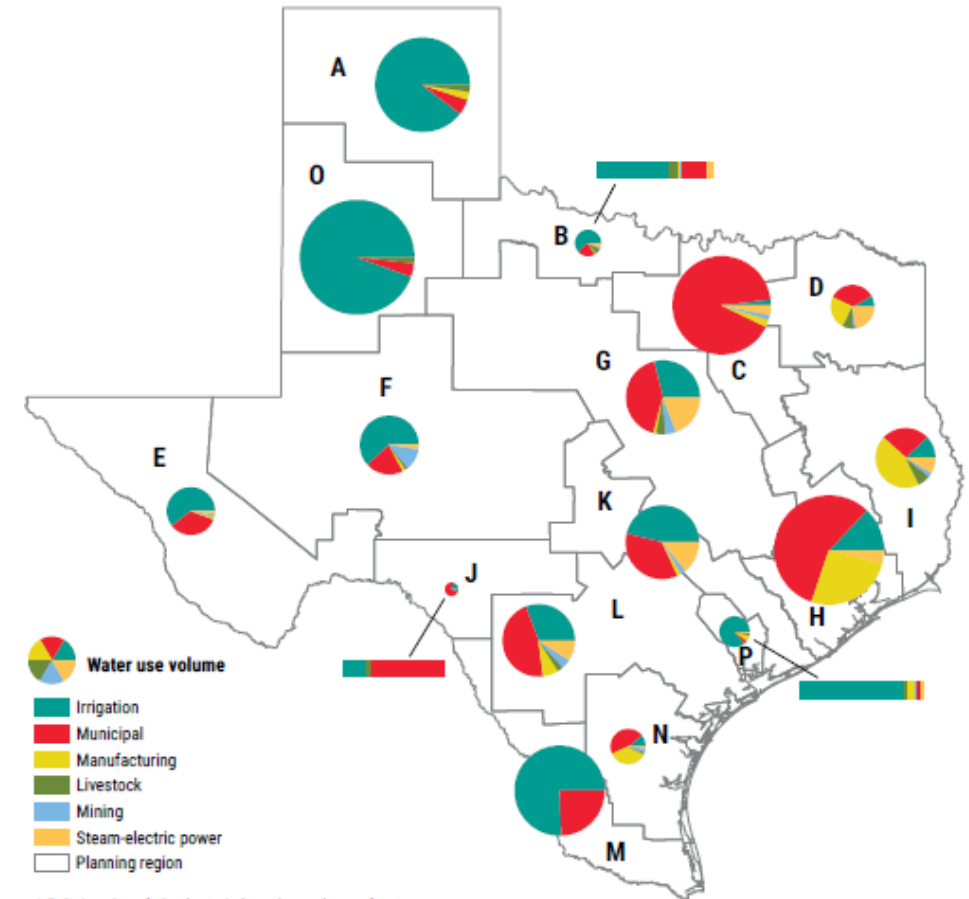 A
O
B
D
C
G
F
E
K
I
J
L
H
P
N
M
Water use volume
Irrigation
Municipal
Manufacturing
Livestock
Mining
Steam-electric power
Planning region